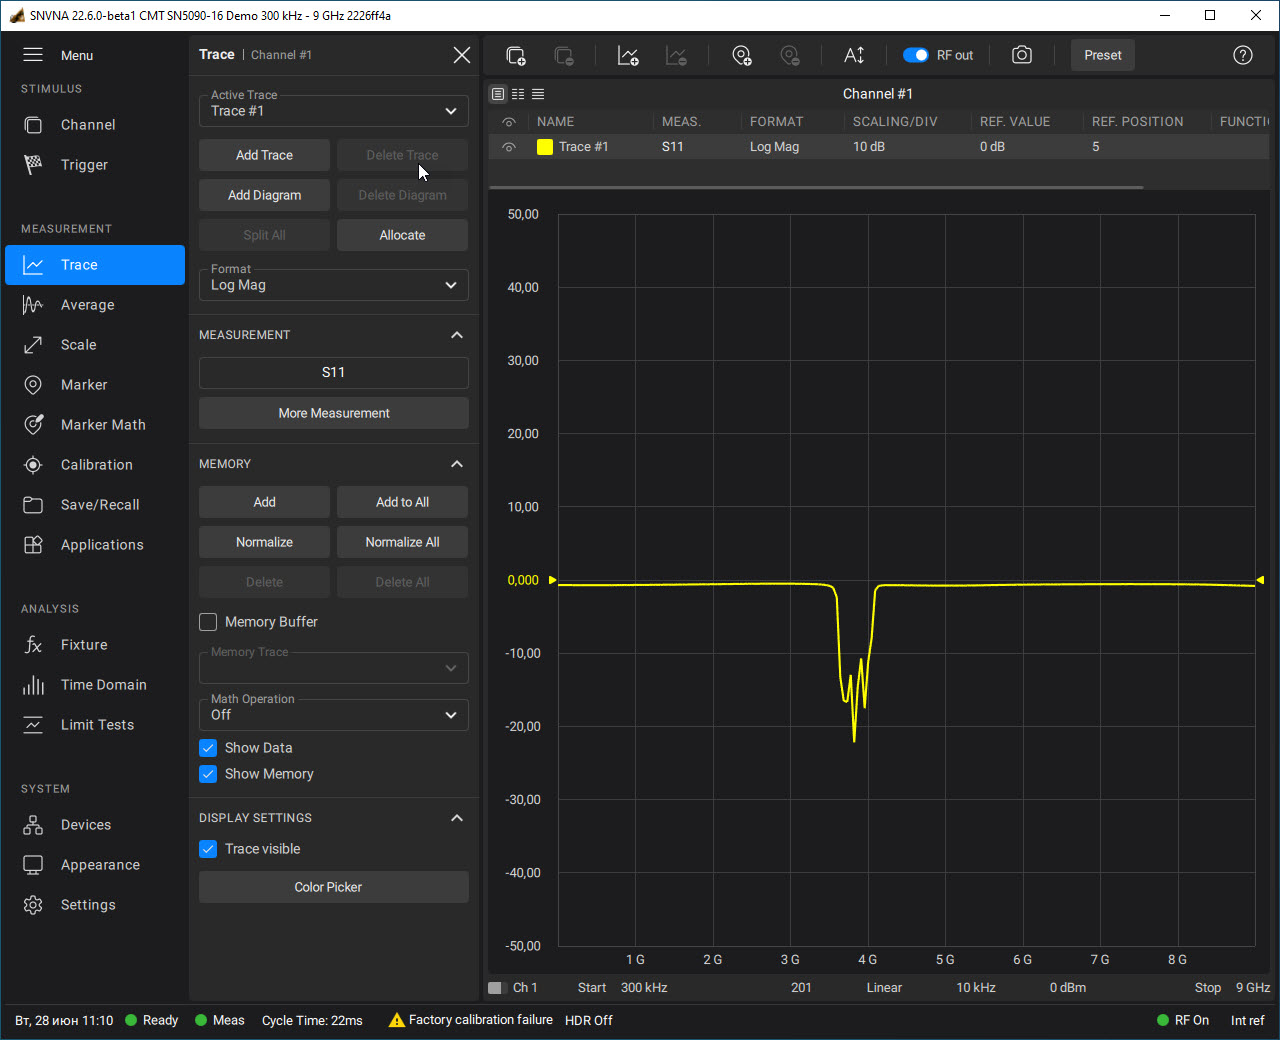 SNVNA 22.6.0-beta1 CMT SN5090-16 Demo 300 kHz - 9 GHz 2226ff4a
Menu
STIMULUS
Channel
Trigger
MEASUREMENT
Trace
Average
Scale
Marker
Marker Math
Calibration
Save/Recall
Applications
ANALYSIS
Fixture
Time Domain
Limit Tests
SYSTEM
Devices
Appearance
Settings
Trace | Channel #1
Active Trace
Trace #1
Add Trace Delete Trace
Add Diagram Delete Diagram
Split All Allocate
Format
Log Mag
MEASUREMENT
S11
More Measurement
MEMORY
Add Add to All
Normalize Normalize All
Delete Delete All
Memory Buffer
Memory Trace
Math Operation
Off
Show Data
Show Memory
DISPLAY SETTINGS
Trace visible
Color Picker
RF out Preset
Channel #1
NAME MEAS. FORMAT SCALING/DIV REF. VALUE REF. POSITION FUNCTI
Trace #1 S11 Log Mag 10 dB 0 dB 5
50,00
40,00
30,00
20,00
10,00
0,000
-10,00
-20,00
-30,00
-40,00
-50,00
1 G 2 G 3 G 4 G 5 G 6 G 7 G 8 G
Ch 1 Start 300 kHz 201 Linear 10 kHz 0 dBm Stop 9 GHz
Вт, 28 июн 11:10 Ready Meas Cycle Time: 22ms Factory calibration failure HDR Off RF On Int ref